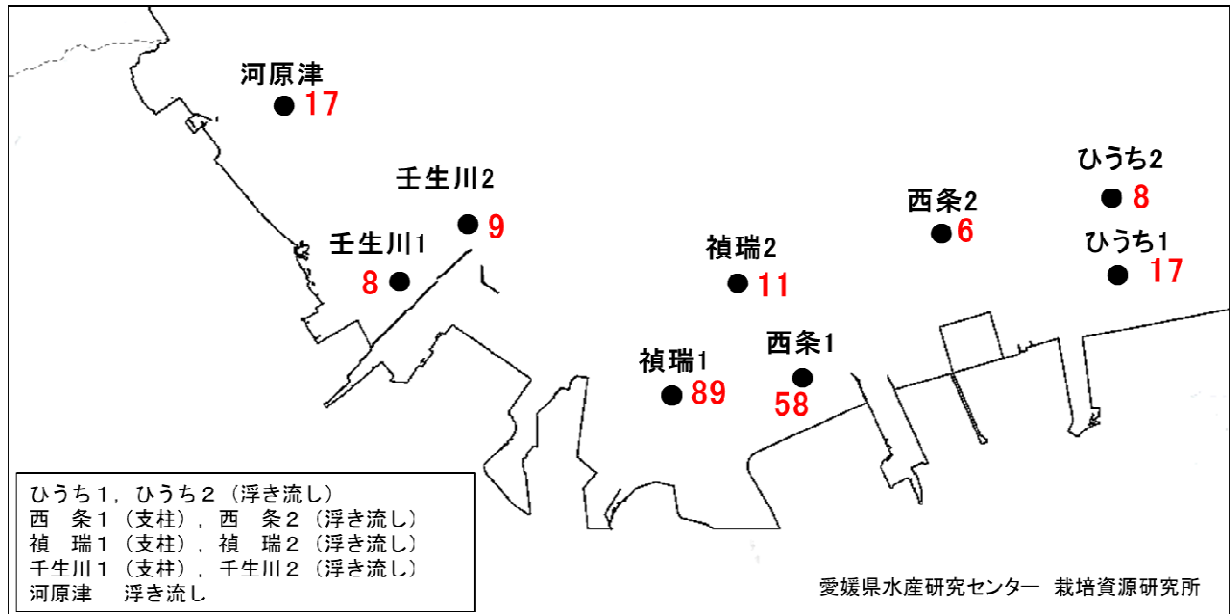 河原津
17
壬生川2
9
壬生川1
8
禎瑞2
11
禎瑞1
89
西条1
58
西条2
6
ひうち2
8
ひうち1
17
ひうち1，ひうち2（浮き流し）
西　条1（支柱），西　条2（浮き流し）
禎　瑞1（支柱），禎　瑞2（浮き流し）
壬生川1（支柱），壬生川2（浮き流し）
河原津　浮き流し
愛媛県水産研究センター　栽培資源研究所